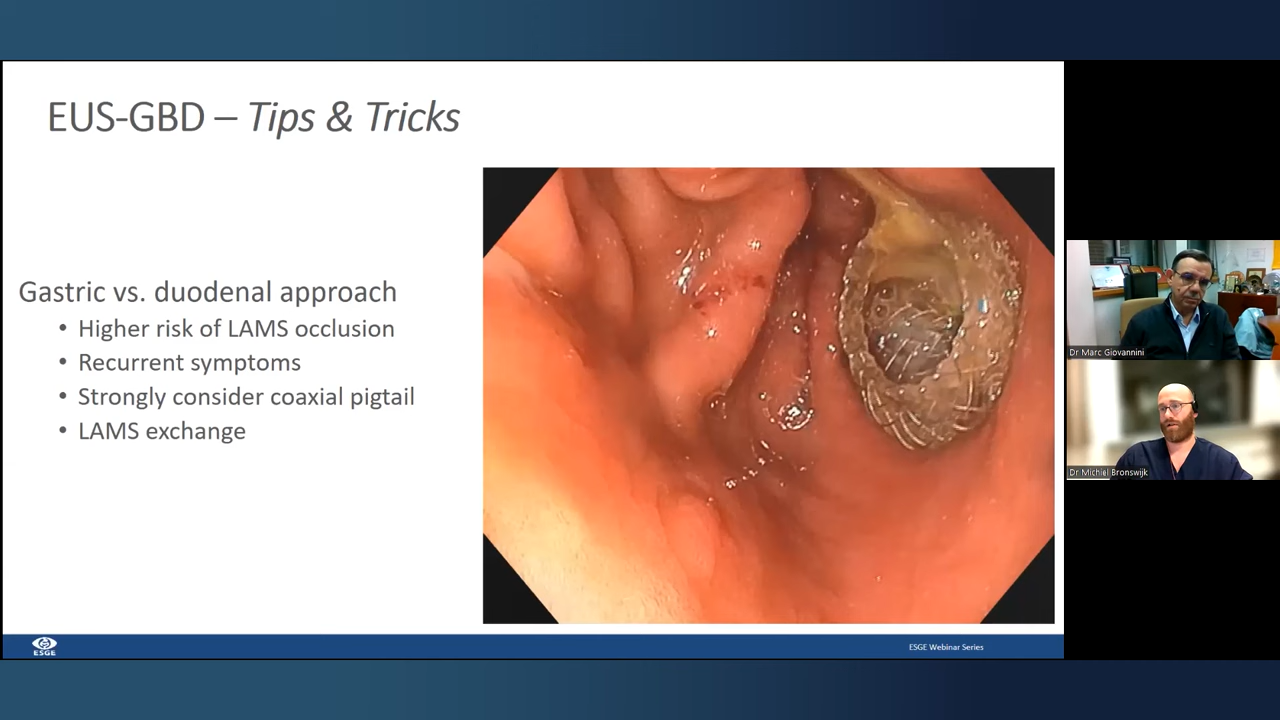 EUS-GBD – Tips & Tricks
Gastric vs. duodenal approach
• Higher risk of LAMS occlusion
• Recurrent symptoms
• Strongly consider coaxial pigtail
• LAMS exchange
Dr Marc Giovannini
Dr Michiel Bronswijk
ESGE
ESGE Webinar Series